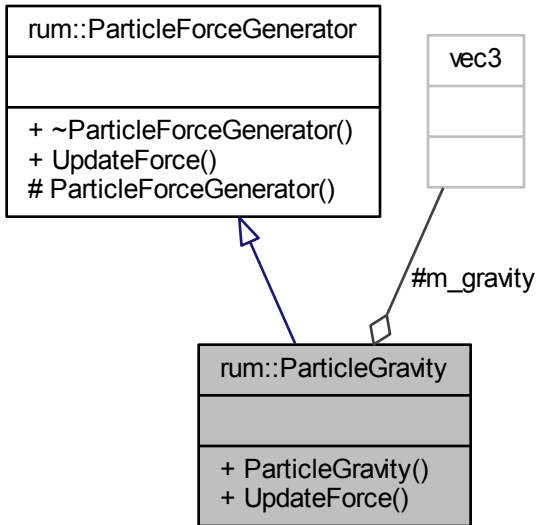 rum::ParticleForceGenerator
+ ~ParticleForceGenerator()
+ UpdateForce()
# ParticleForceGenerator()
vec3
#m_gravity
rum::ParticleGravity
+ ParticleGravity()
+ UpdateForce()